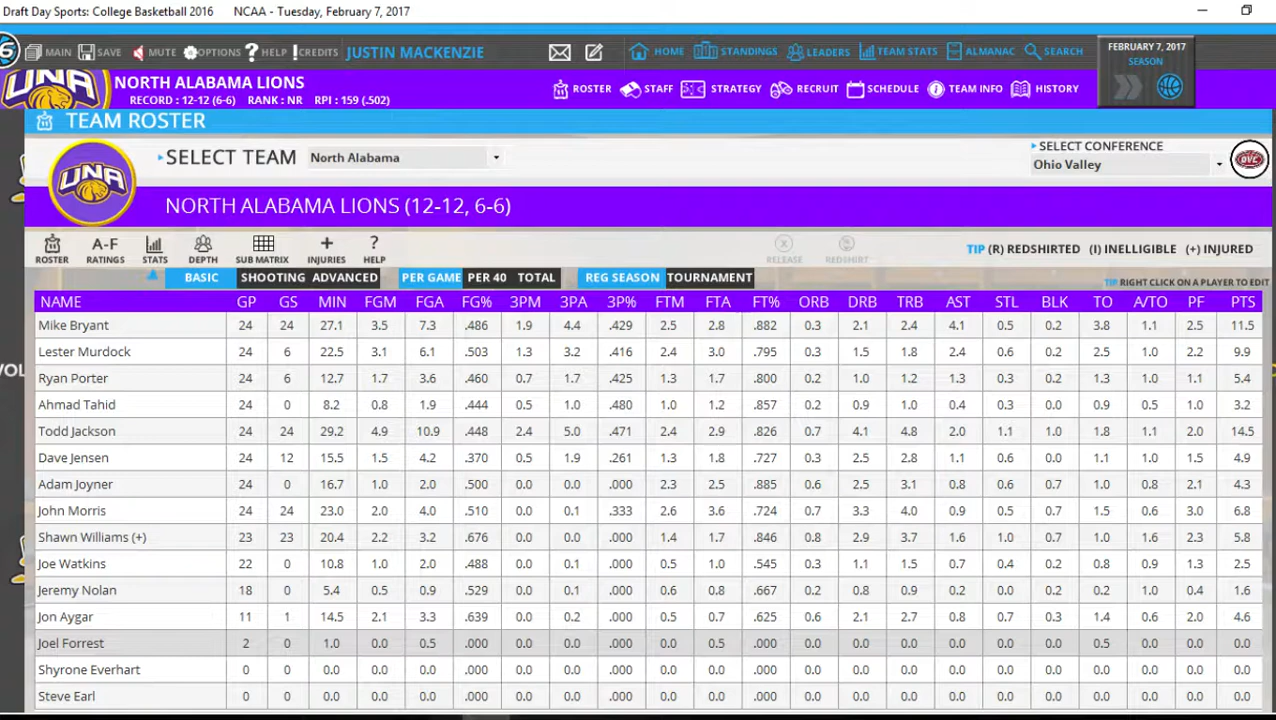 Draft Day Sports: College Basketball 2016 NCAA - Tuesday, February 7, 2017
MAIN SAVE MUTE OPTIONS ? HELP ! CREDITS JUSTIN MACKENZIE HOME STANDINGS LEADERS TEAM STATS ALMANAC SEARCH
FEBRUARY 7, 2017
SEASON
UNA
NORTH ALABAMA LIONS
RECORD : 12-12 (6-6) RANK : NR RPI : 159 (.502)
ROSTER STAFF STRATEGY RECRUIT SCHEDULE TEAM INFO HISTORY
TEAM ROSTER
SELECT TEAM North Alabama
SELECT CONFERENCE
Ohio Valley
OVC
UNA
NORTH ALABAMA LIONS (12-12, 6-6)
ROSTER A-F RATINGS STATS DEPTH SUB MATRIX + INJURIES ? HELP RELEASE REDSHIRT
TIP (R) REDSHIRTED (I) INELIGIBLE (+) INJURED
BASIC SHOOTING ADVANCED PER GAME PER 40 TOTAL REG SEASON TOURNAMENT
TIP RIGHT CLICK ON A PLAYER TO EDIT
NAME GP GS MIN FGM FGA FG% 3PM 3PA 3P% FTM FTA FT% ORB DRB TRB AST STL BLK TO A/TO PF PTS
Mike Bryant 24 24 27.1 3.5 7.3 .486 1.9 4.4 .429 2.5 2.8 .882 0.3 2.1 2.4 4.1 0.5 0.2 3.8 1.1 2.5 11.5
Lester Murdock 24 6 22.5 3.1 6.1 .503 1.3 3.2 .416 2.4 3.0 .795 0.3 1.5 1.8 2.4 0.6 0.2 2.5 1.0 2.2 9.9
Ryan Porter 24 6 12.7 1.7 3.6 .460 0.7 1.7 .425 1.3 1.7 .800 0.2 1.0 1.2 1.3 0.3 0.2 1.3 1.0 1.1 5.4
Ahmad Tahid 24 0 8.2 0.8 1.9 .444 0.5 1.0 .480 1.0 1.2 .857 0.2 0.9 1.0 0.4 0.3 0.0 0.9 0.5 1.0 3.2
Todd Jackson 24 24 29.2 4.9 10.9 .448 2.4 5.0 .471 2.4 2.9 .826 0.7 4.1 4.8 2.0 1.1 1.0 1.8 1.1 2.0 14.5
Dave Jensen 24 12 15.5 1.5 4.2 .370 0.5 1.9 .261 1.3 1.8 .727 0.3 2.5 2.8 1.1 0.6 0.0 1.1 1.0 1.5 4.9
Adam Joyner 24 0 16.7 1.0 2.0 .500 0.0 0.0 .000 2.3 2.5 .885 0.6 2.5 3.1 0.8 0.6 0.7 1.0 0.8 2.1 4.3
John Morris 24 24 23.0 2.0 4.0 .510 0.0 0.1 .333 2.6 3.6 .724 0.7 3.3 4.0 0.9 0.5 0.7 1.5 0.6 3.0 6.8
Shawn Williams (+) 23 23 20.4 2.2 3.2 .676 0.0 0.0 .000 1.4 1.7 .846 0.8 2.9 3.7 1.6 1.0 0.7 1.0 1.6 2.3 5.8
Joe Watkins 22 0 10.8 1.0 2.0 .488 0.0 0.1 .000 0.5 1.0 .545 0.3 1.1 1.5 0.7 0.4 0.2 0.8 0.9 1.3 2.5
Jeremy Nolan 18 0 5.4 0.5 0.9 .529 0.0 0.1 .000 0.6 0.8 .667 0.2 0.8 0.9 0.2 0.0 0.2 0.2 1.0 0.4 1.6
Jon Aygar 11 1 14.5 2.1 3.3 .639 0.0 0.2 .000 0.5 0.7 .625 0.6 2.1 2.7 0.8 0.7 0.3 1.4 0.6 2.0 4.6
Joel Forrest 2 0 1.0 0.0 0.5 .000 0.0 0.0 .000 0.0 0.5 .000 0.0 0.0 0.0 0.0 0.0 0.0 0.5 0.0 0.0 0.0
Shyrone Everhart 0 0 0.0 0.0 0.0 .000 0.0 0.0 .000 0.0 0.0 .000 0.0 0.0 0.0 0.0 0.0 0.0 0.0 0.0 0.0 0.0
Steve Earl 0 0 0.0 0.0 0.0 .000 0.0 0.0 .000 0.0 0.0 .000 0.0 0.0 0.0 0.0 0.0 0.0 0.0 0.0 0.0 0.0